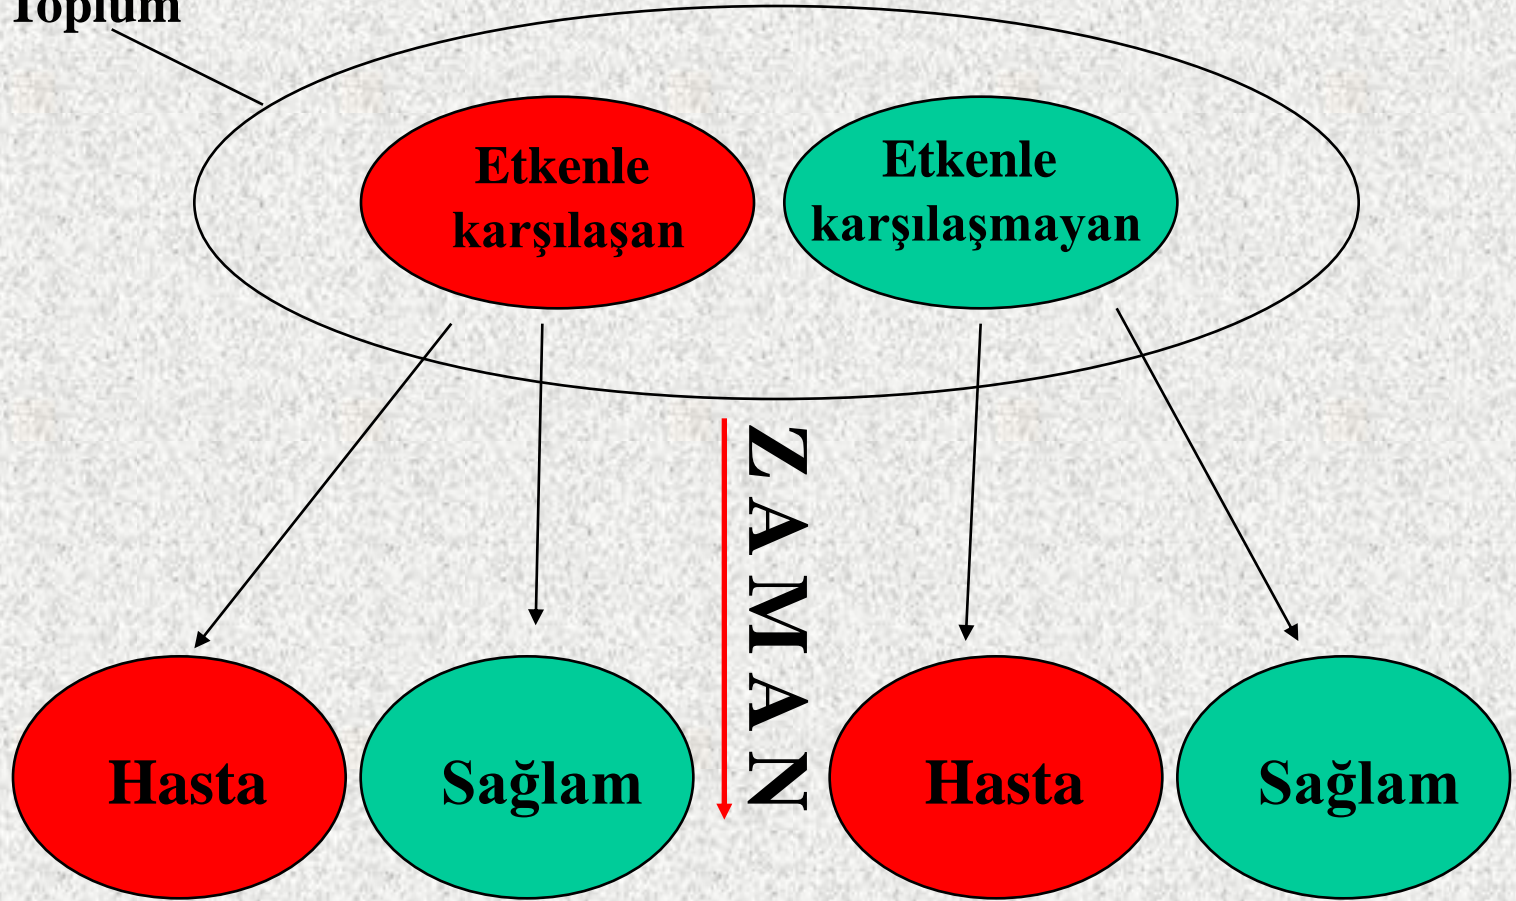 Toplum
Etkenle
karşılaşan
Etkenle
karşılaşmayan
ZAMAN
Hasta
Sağlam
Hasta
Sağlam